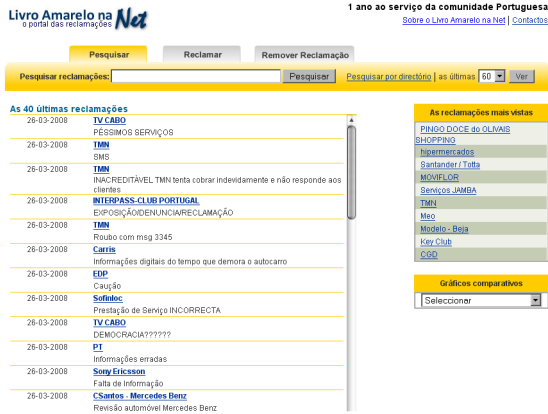 Livro Amarelo na Net
o portal das reclamações
1 ano ao serviço da comunidade Portuguesa
Sobre o Livro Amarelo na Net | Contactos
Pesquisar
Reclamar
Remover Reclamação
Pesquisar reclamações:
Pesquisar
Pesquisar por directório | as últimas 60 Ver
As 40 últimas reclamações
26-03-2008 TV CABO
PÉSSIMOS SERVIÇOS
26-03-2008 TMN
SMS
26-03-2008 TMN
INACREDITÀVEL TMN tenta cobrar indevidamente e não responde aos
clientes
26-03-2008 INTERPASS-CLUB PORTUGAL
EXPOSIÇÃO/DENUNCIA/RECLAMAÇÃO
26-03-2008 TMN
Roubo com msg 3345
26-03-2008 Carris
Informações digitais do tempo que demora o autocarro
26-03-2008 EDP
Caução
26-03-2008 Sofinloc
Prestação de Serviço INCORRECTA
26-03-2008 TV CABO
DEMOCRACIA??????
26-03-2008 PT
Informações erradas
26-03-2008 Sony Ericsson
Falta de Informação
26-03-2008 CSantos - Mercedes Benz
Revisão automóvel Mercedes Benz
As reclamações mais vistas
PINGO DOCE do OLIVAIS
SHOPPING
hipermercados
Santander / Totta
MOVIFLOR
Serviços JAMBA
TMN
Meo
Modelo - Beja
Key Club
CGD
Gráficos comparativos
Seleccionar